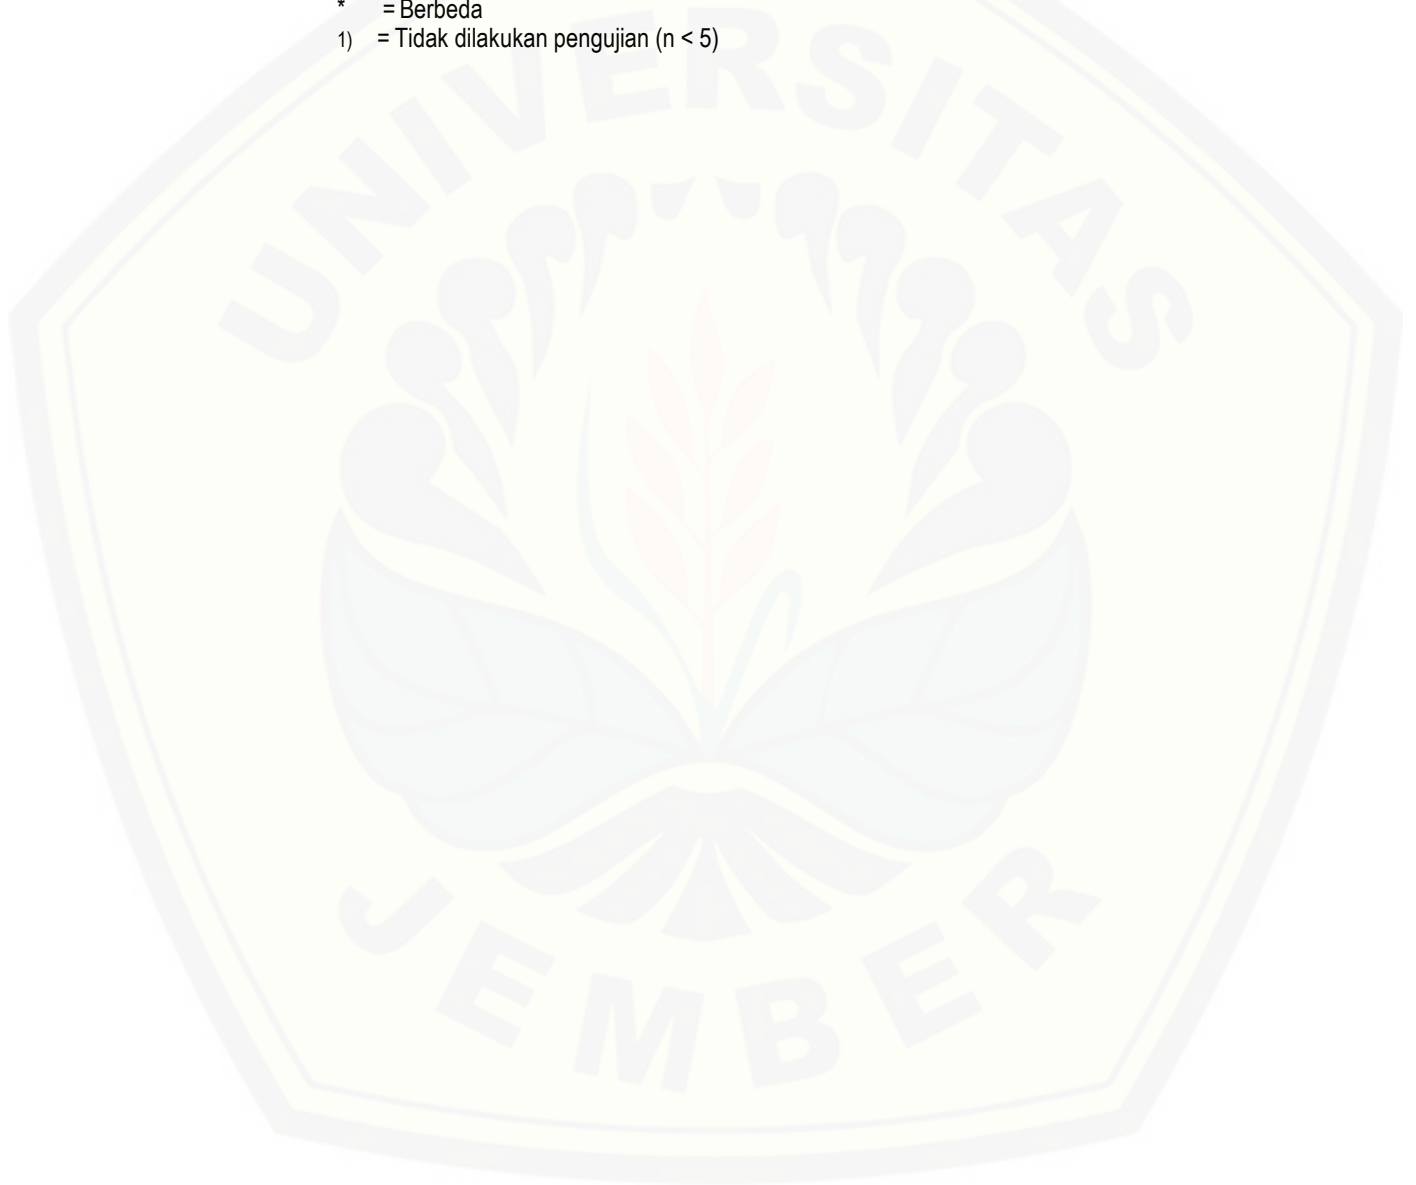 * = Berbeda
1) = Tidak dilakukan pengujian (n < 5)
UNIVERSITAS
JEMBER